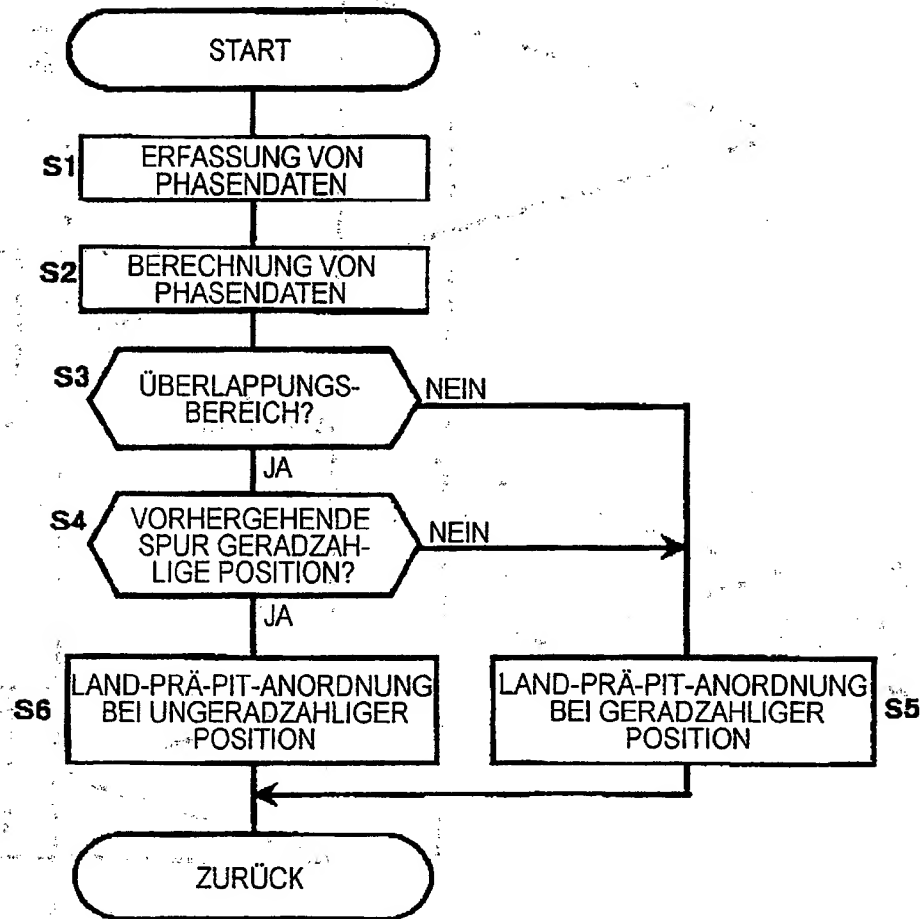 START
S1
ERFASSUNG VON
PHASENDATEN
S2
BERECHNUNG VON
PHASENDATEN
S3
ÜBERLAPPUNGS-
BEREICH?
NEIN
JA
S4
VORHERGEHENDE
SPUR GERADZAH-
LIGE POSITION?
NEIN
JA
S6
LAND-PRÄ-PIT-ANORDNUNG
BEI UNGERADZAHLIGER
POSITION
LAND-PRÄ-PIT-ANORDNUNG
BEI GERADZAHLIGER
POSITION
S5
ZURÜCK